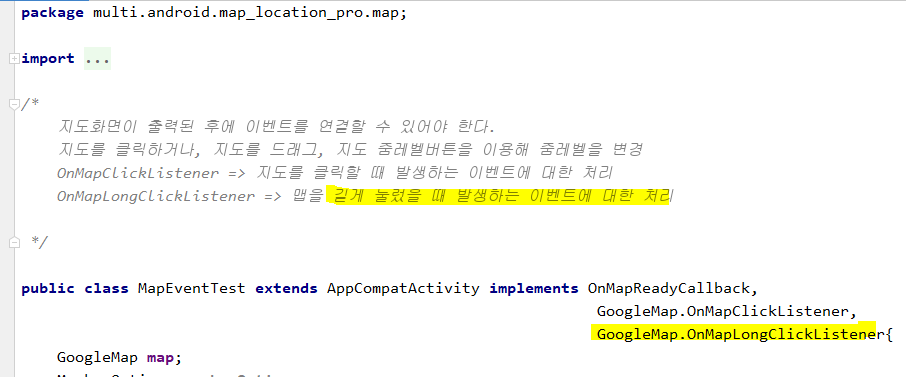 package multi.android.map_location_pro.map;
import ...
/*
지도화면이 출력된 후에 이벤트를 연결할 수 있어야 한다.
지도를 클릭하거나, 지도를 드래그, 지도 줌레벨버튼을 이용해 줌레벨을 변경
OnMapClickListener => 지도를 클릭할 때 발생하는 이벤트에 대한 처리
OnMapLongClickListener => 맵을 길게 눌렀을 때 발생하는 이벤트에 대한 처리
*/
public class MapEventTest extends AppCompatActivity implements OnMapReadyCallback,
GoogleMap.OnMapClickListener,
GoogleMap.OnMapLongClickListener{
GoogleMap map;